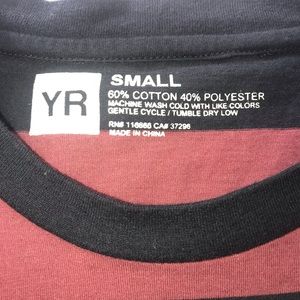 YR
SMALL
60% COTTON 40% POLYESTER
MACHINE WASH COLD WITH LIKE COLORS
GENTLE CYCLE / TUMBLE DRY LOW
RN# 116868 CA# 37296
MADE IN CHINA